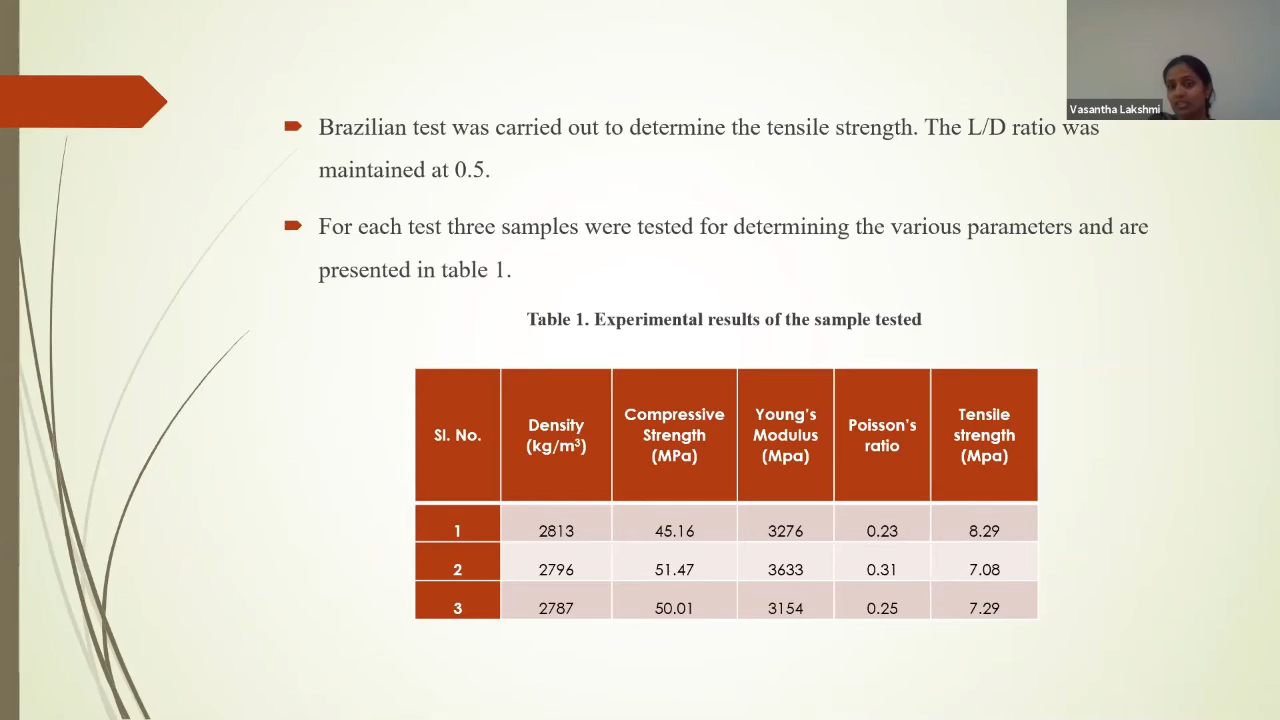 Vasantha Lakshmi
Brazilian test was carried out to determine the tensile strength. The L/D ratio was
maintained at 0.5.
For each test three samples were tested for determining the various parameters and are
presented in table 1.
Table 1. Experimental results of the sample tested
Sl. No. Density (kg/m³) Compressive Strength (MPa) Young's Modulus (Mpa) Poisson's ratio Tensile strength (Mpa)
1 2813 45.16 3276 0.23 8.29
2 2796 51.47 3633 0.31 7.08
3 2787 50.01 3154 0.25 7.29